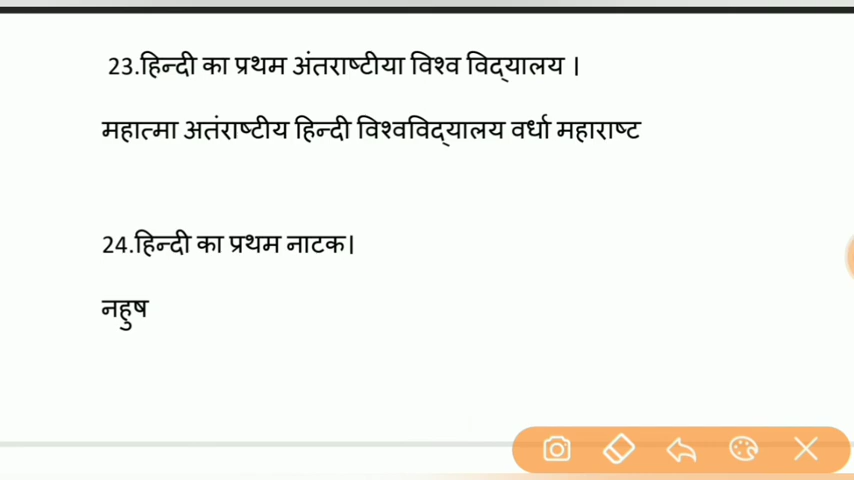 23.हिन्दी का प्रथम अंतराष्टीया विश्व विद्यालय ।
महात्मा अतंराष्टीय हिन्दी विश्वविद्यालय वर्धा महाराष्ट
24.हिन्दी का प्रथम नाटक।
नहुष